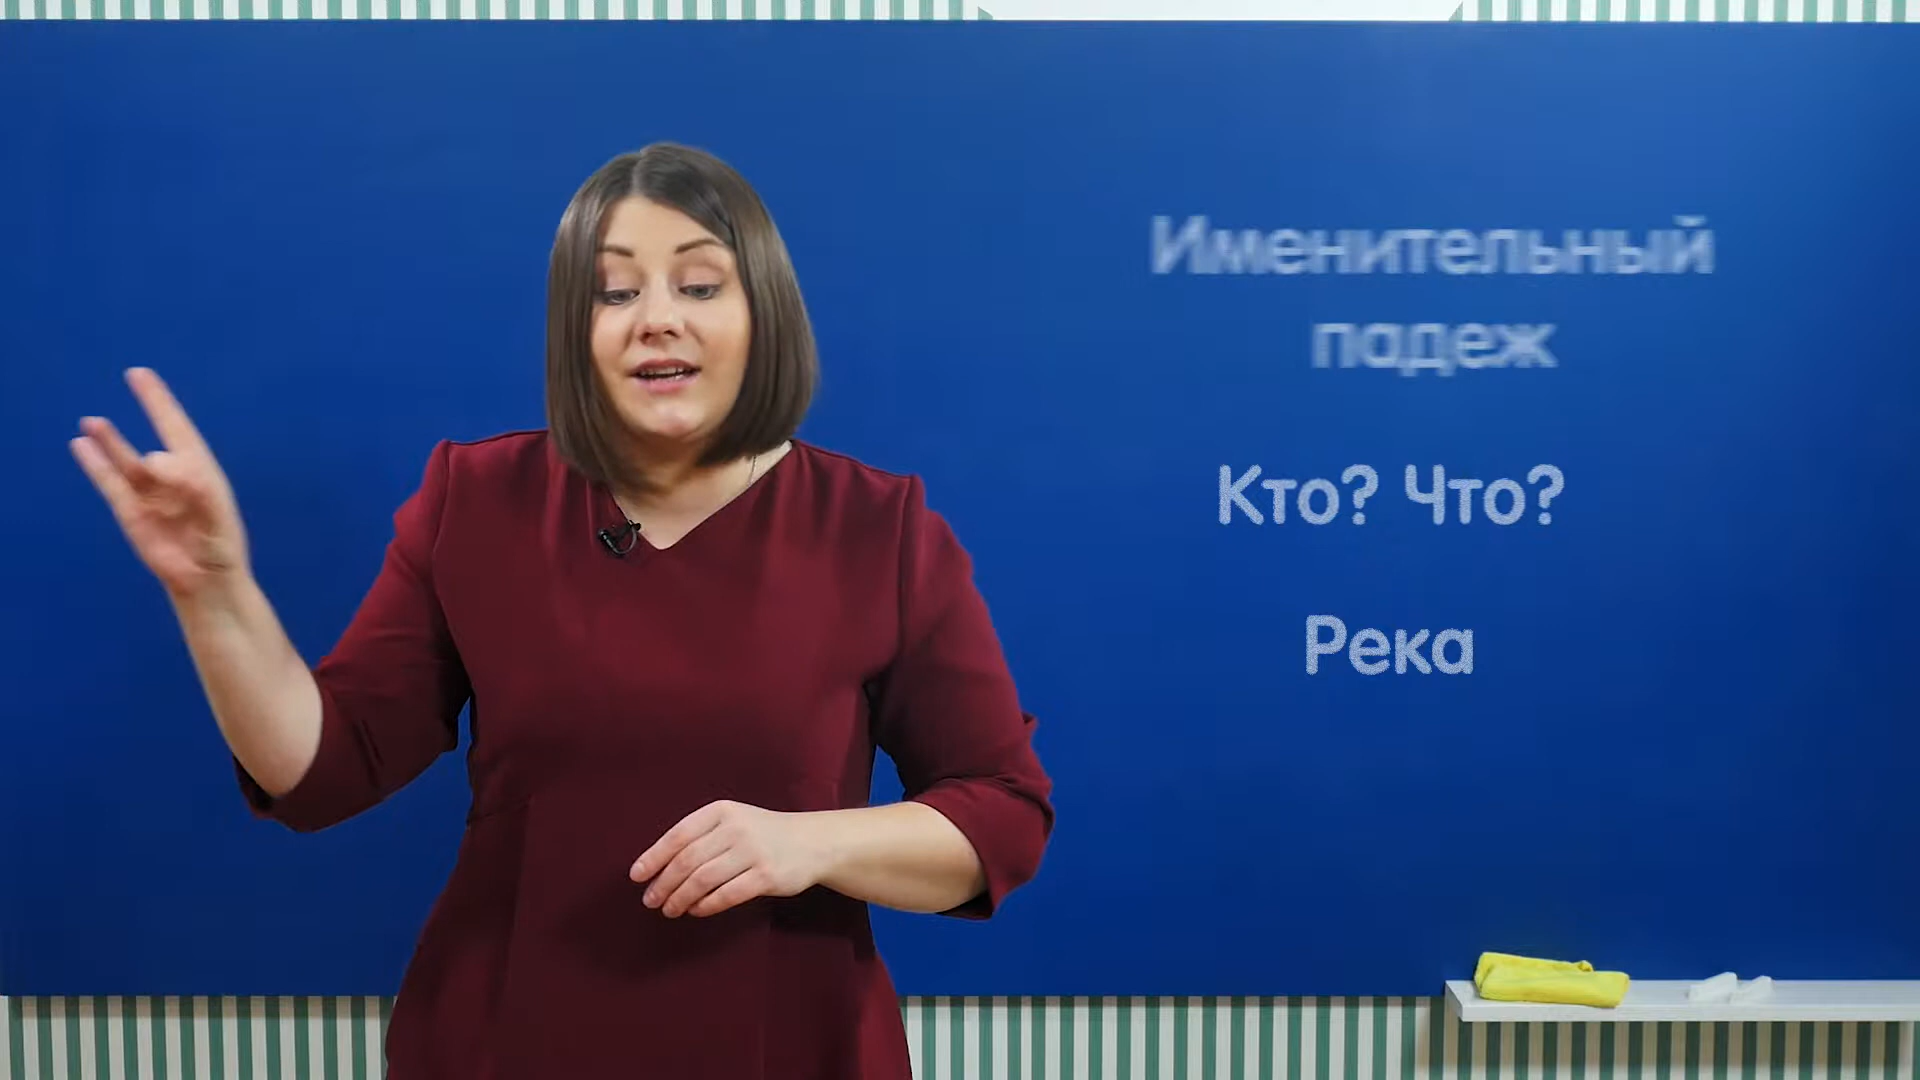 Именительный
падеж
Кто? Что?
Река